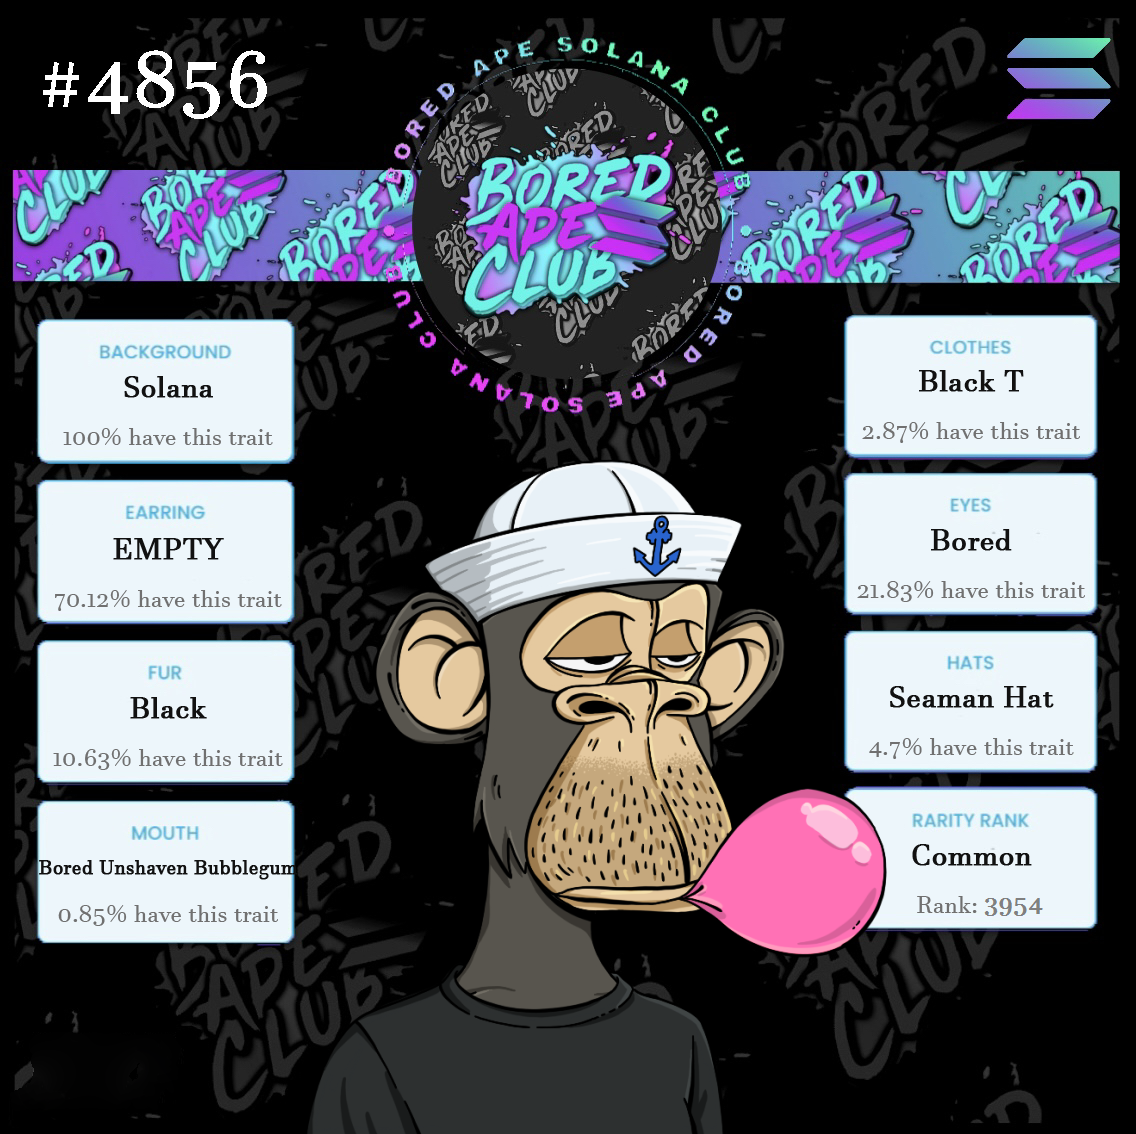 #4856
BORED APE SOLANA CLUB
BORED APE SOLANA CLUB
BORED
APE
CLUB
BACKGROUND
Solana
100% have this trait
EARRING
EMPTY
70.12% have this trait
FUR
Black
10.63% have this trait
MOUTH
Bored Unshaven Bubblegum
0.85% have this trait
CLOTHES
Black T
2.87% have this trait
EYES
Bored
21.83% have this trait
HATS
Seaman Hat
4.7% have this trait
RARITY RANK
Common
Rank: 3954